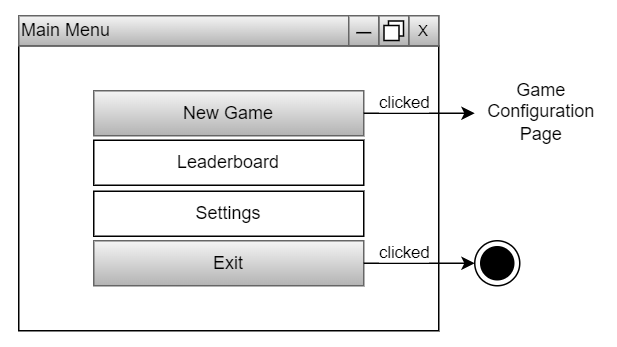 Main Menu
X
New Game
clicked
Game
Configuration
Page
Leaderboard
Settings
Exit
clicked